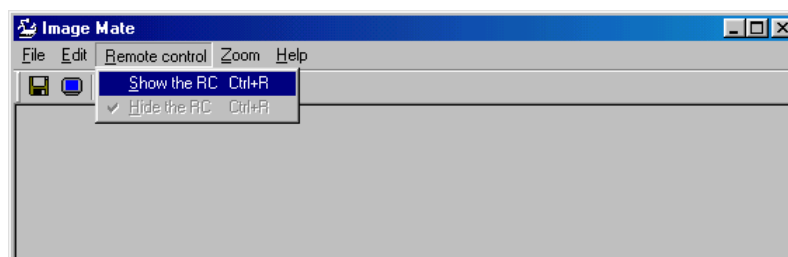 Image Mate
File Edit Remote control Zoom Help
Show the RC Ctrl+R
Hide the RC Ctrl+R